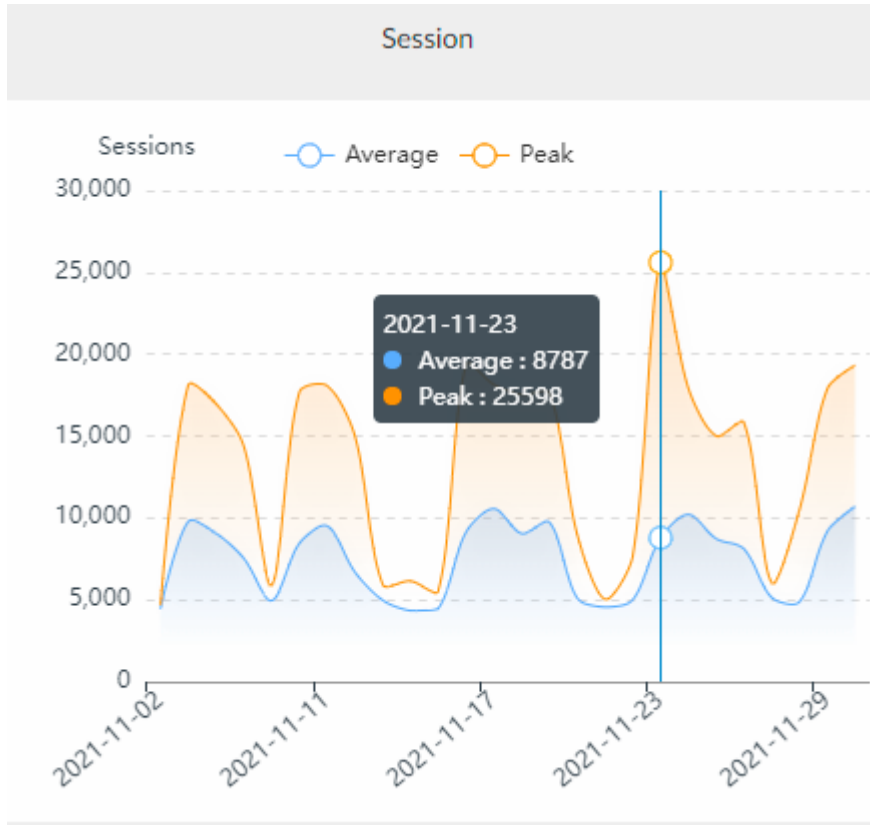 Session
Sessions
Average
Peak
30,000
25,000
20,000
15,000
10,000
5,000
0
2021-11-23
Average : 8787
Peak : 25598
2021-11-02
2021-11-11
2021-11-17
2021-11-23
2021-11-29